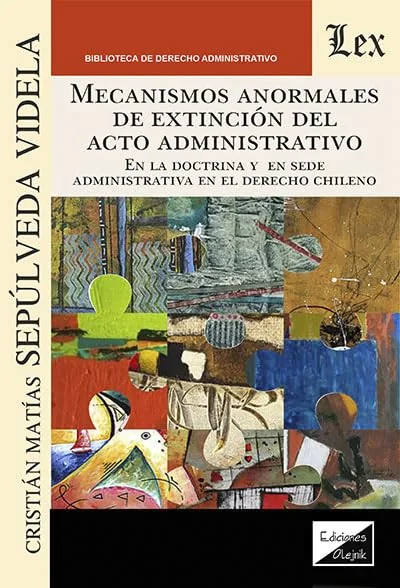 Lex
BIBLIOTECA DE DERECHO ADMINISTRATIVO
MECANISMOS ANORMALES
DE EXTINCIÓN DEL
ACTO ADMINISTRATIVO
EN LA DOCTRINA Y EN SEDE
ADMINISTRATIVA EN EL DERECHO CHILENO
CRISTIÁN MATÍAS SEPÚLVEDA VIDELA
Ediciones
Olejnik